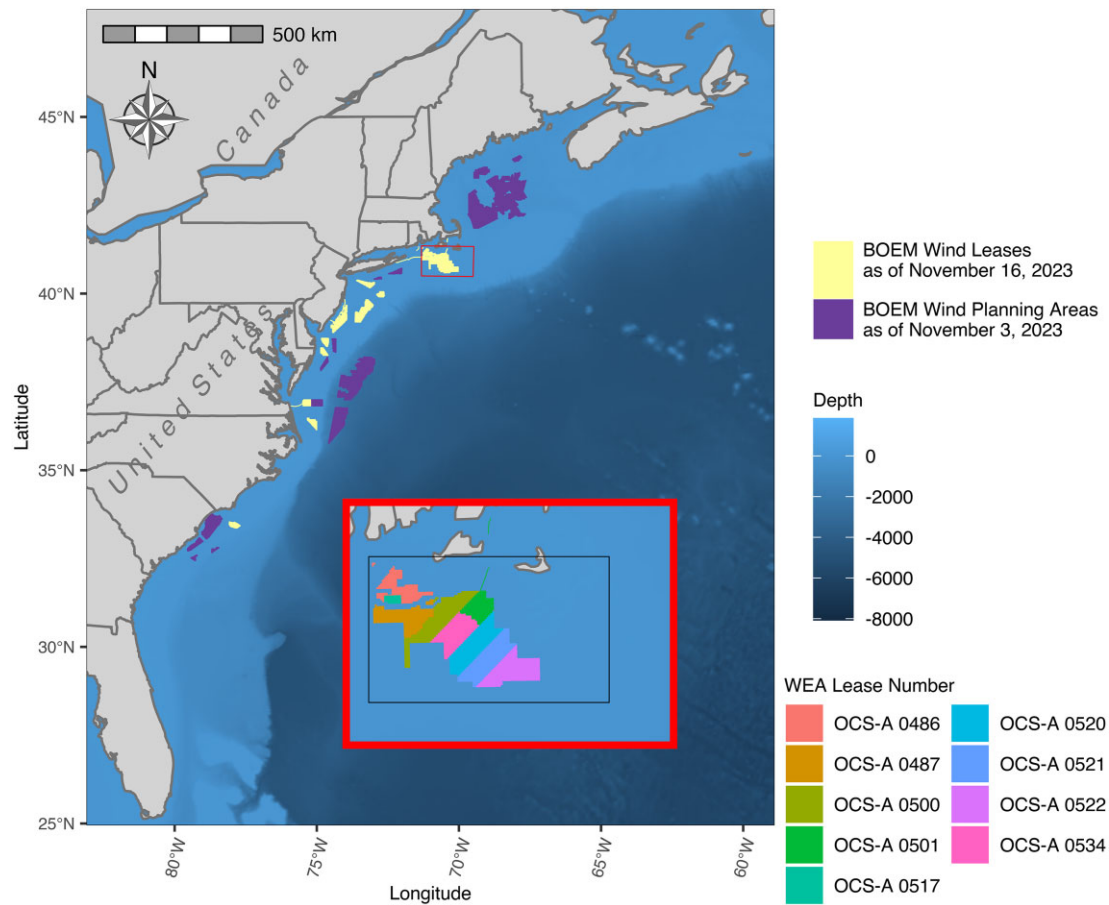 500 km
N
Canada
United States
45°N
40°N
35°N
30°N
25°N
Latitude
80°W
75°W
70°W
65°W
60°W
Longitude
BOEM Wind Leases
as of November 16, 2023
BOEM Wind Planning Areas
as of November 3, 2023
Depth
0
-2000
-4000
-6000
-8000
WEA Lease Number
OCS-A 0486
OCS-A 0487
OCS-A 0500
OCS-A 0501
OCS-A 0517
OCS-A 0520
OCS-A 0521
OCS-A 0522
OCS-A 0534